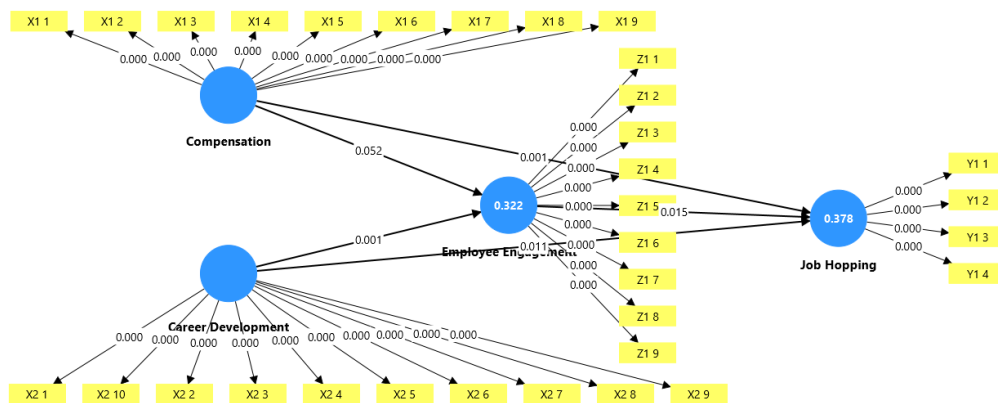 X1 1 X1 2 X1 3 X1 4 X1 5 X1 6 X1 7 X1 8 X1 9
0.000 0.000 0.000 0.000 0.000 0.000 0.000 0.000 0.000
Compensation
0.052
0.001
Z1 1
Z1 2
Z1 3
Z1 4
Z1 5
Z1 6
Z1 7
Z1 8
Z1 9
0.000
0.000
0.000
0.000
0.000
0.000
0.000
0.000
0.000
0.322
Employee Engagement
0.015
0.001
0.011
0.378
Job Hopping
0.000
0.000
0.000
0.000
Y1 1
Y1 2
Y1 3
Y1 4
Career Development
0.000 0.000 0.000 0.000 0.000 0.000 0.000 0.000 0.000 0.000
X2 1 X2 10 X2 2 X2 3 X2 4 X2 5 X2 6 X2 7 X2 8 X2 9